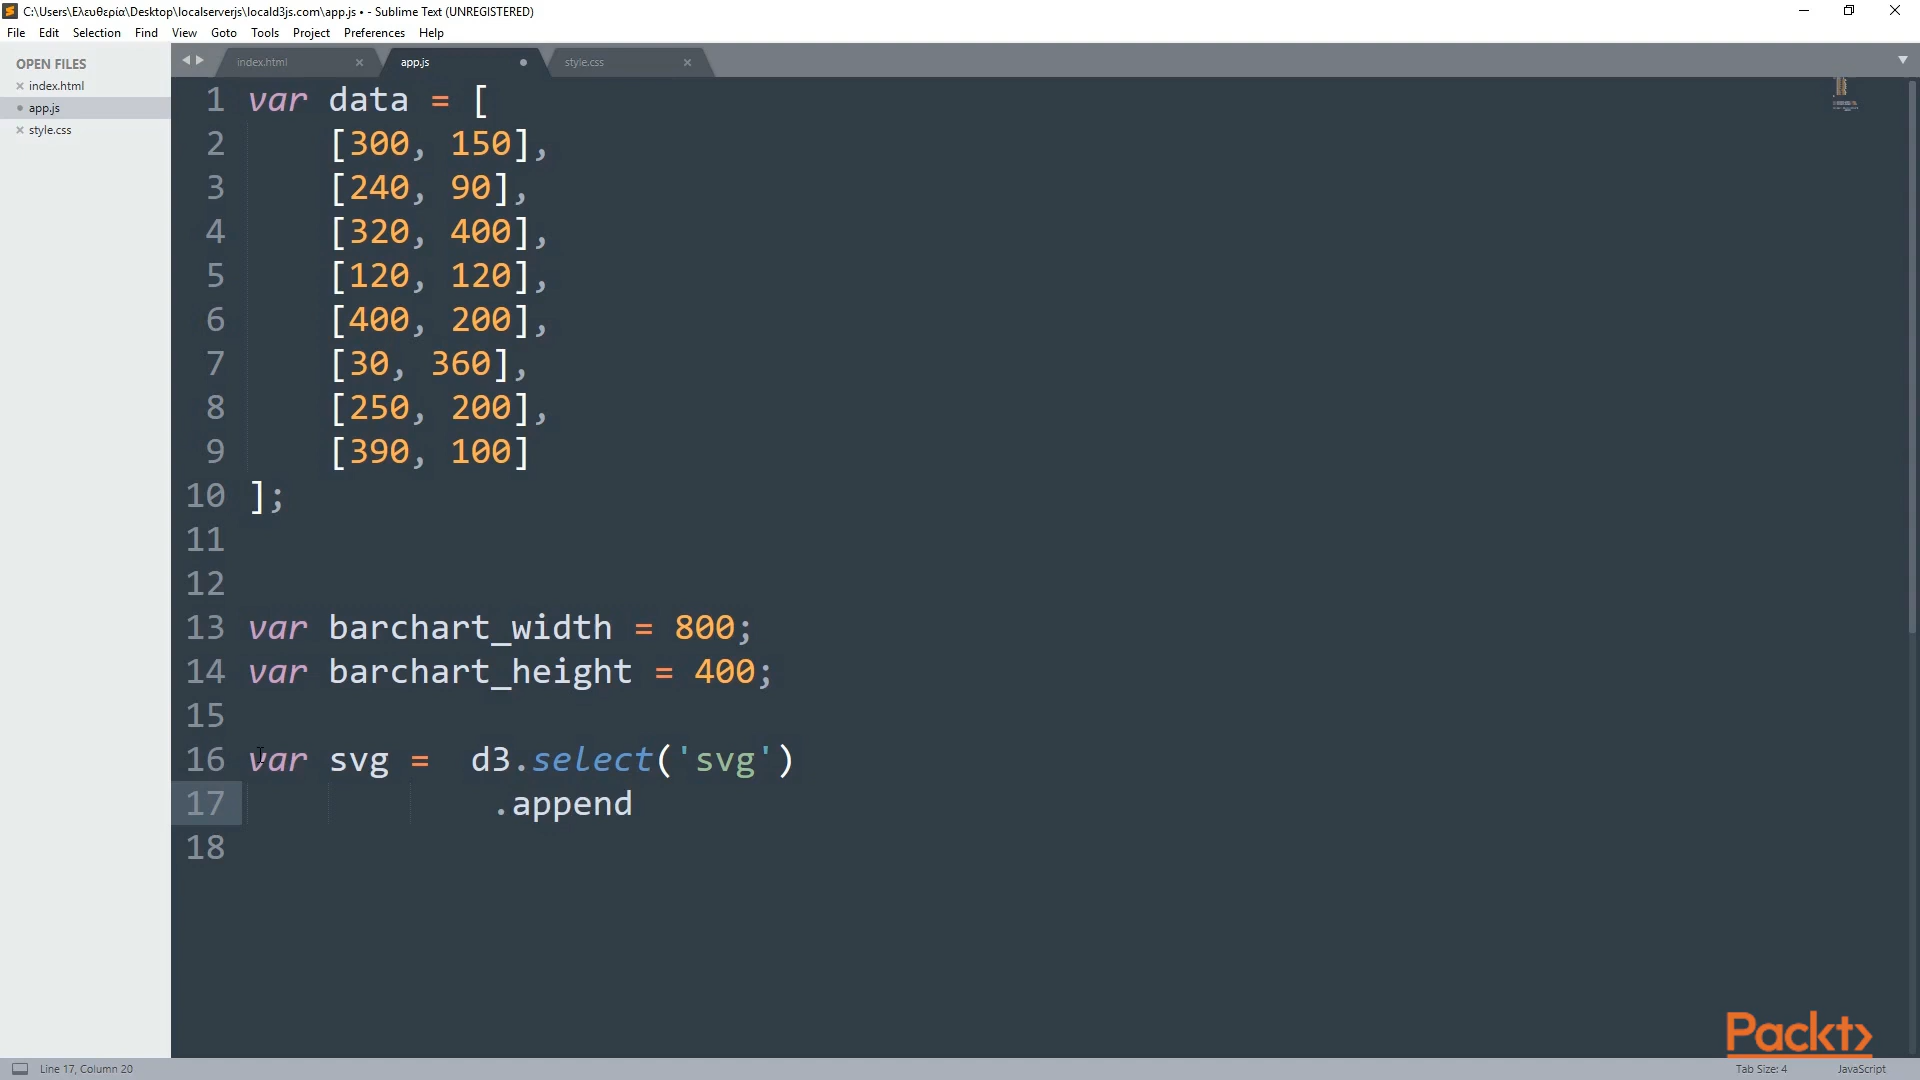 C:\Users\Ελευθερία\Desktop\localserverjs\locald3js.com\app.js • - Sublime Text (UNREGISTERED)
File Edit Selection Find View Goto Tools Project Preferences Help
OPEN FILES
index.html
app.js
style.css
index.html app.js style.css
1 var data = [
2 [300, 150],
3 [240, 90],
4 [320, 400],
5 [120, 120],
6 [400, 200],
7 [30, 360],
8 [250, 200],
9 [390, 100]
10 ];
11
12
13 var barchart_width = 800;
14 var barchart_height = 400;
15
16 var svg = d3.select('svg')
17 .append
18
Packt>
Line 17, Column 20 Tab Size: 4 JavaScript